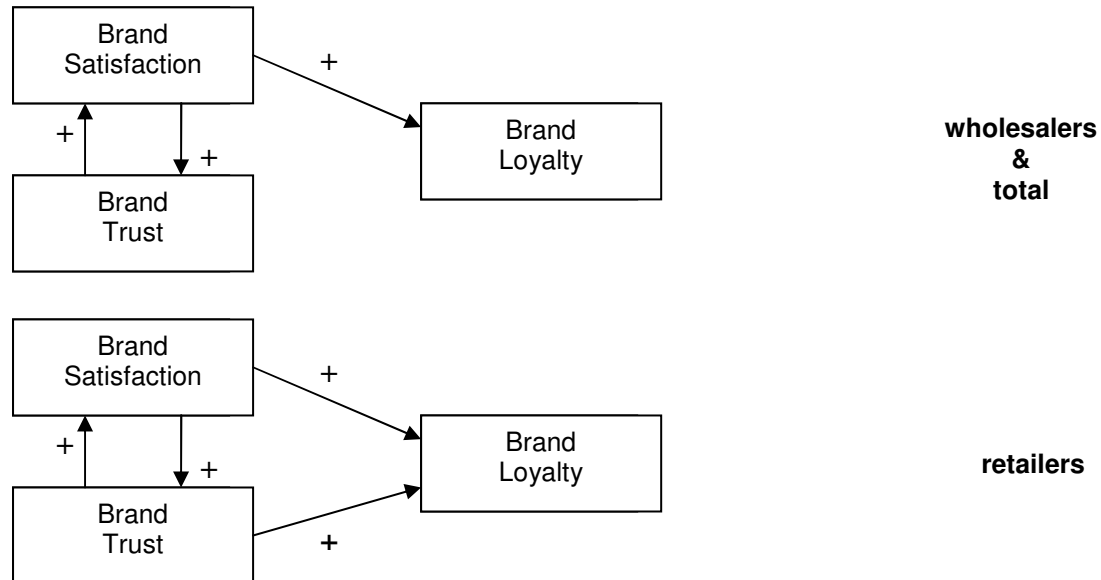 Brand
Satisfaction
+
Brand
Loyalty
+
+
Brand
Trust
wholesalers
&
total
Brand
Satisfaction
+
Brand
Loyalty
+
+
Brand
Trust
+
retailers